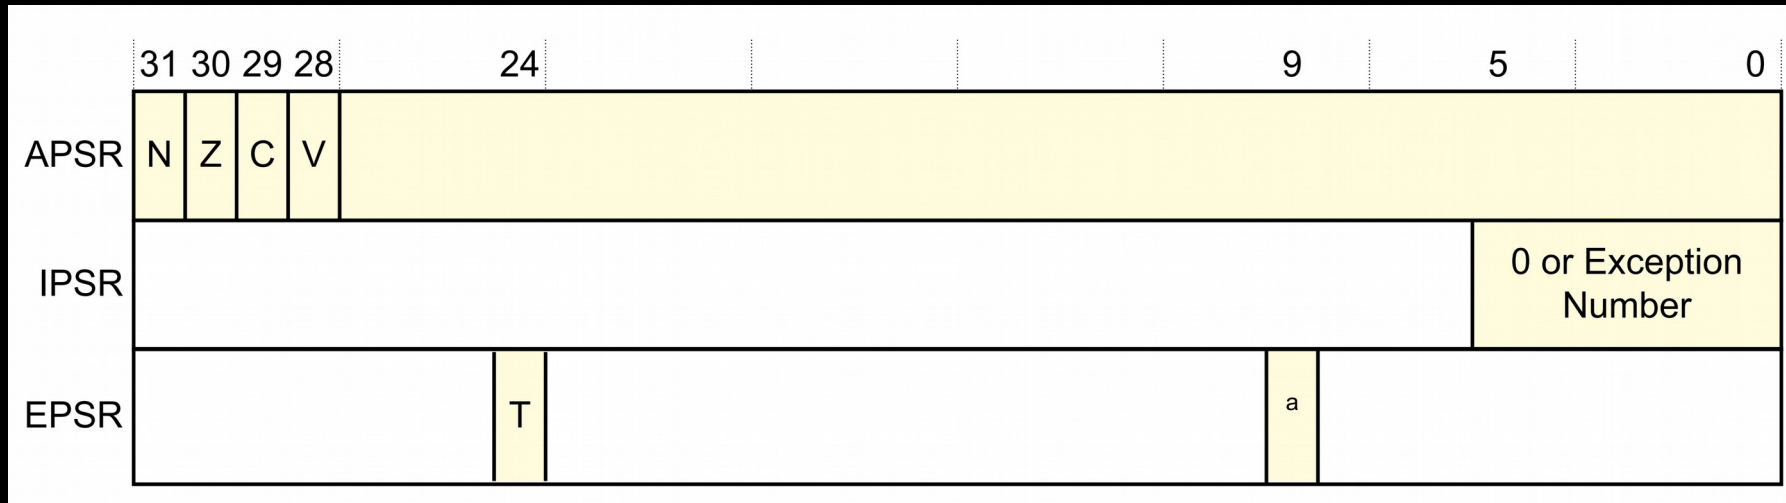 31 30 29 28 24 9 5 0
APSR N Z C V
IPSR 0 or Exception
Number
EPSR T a